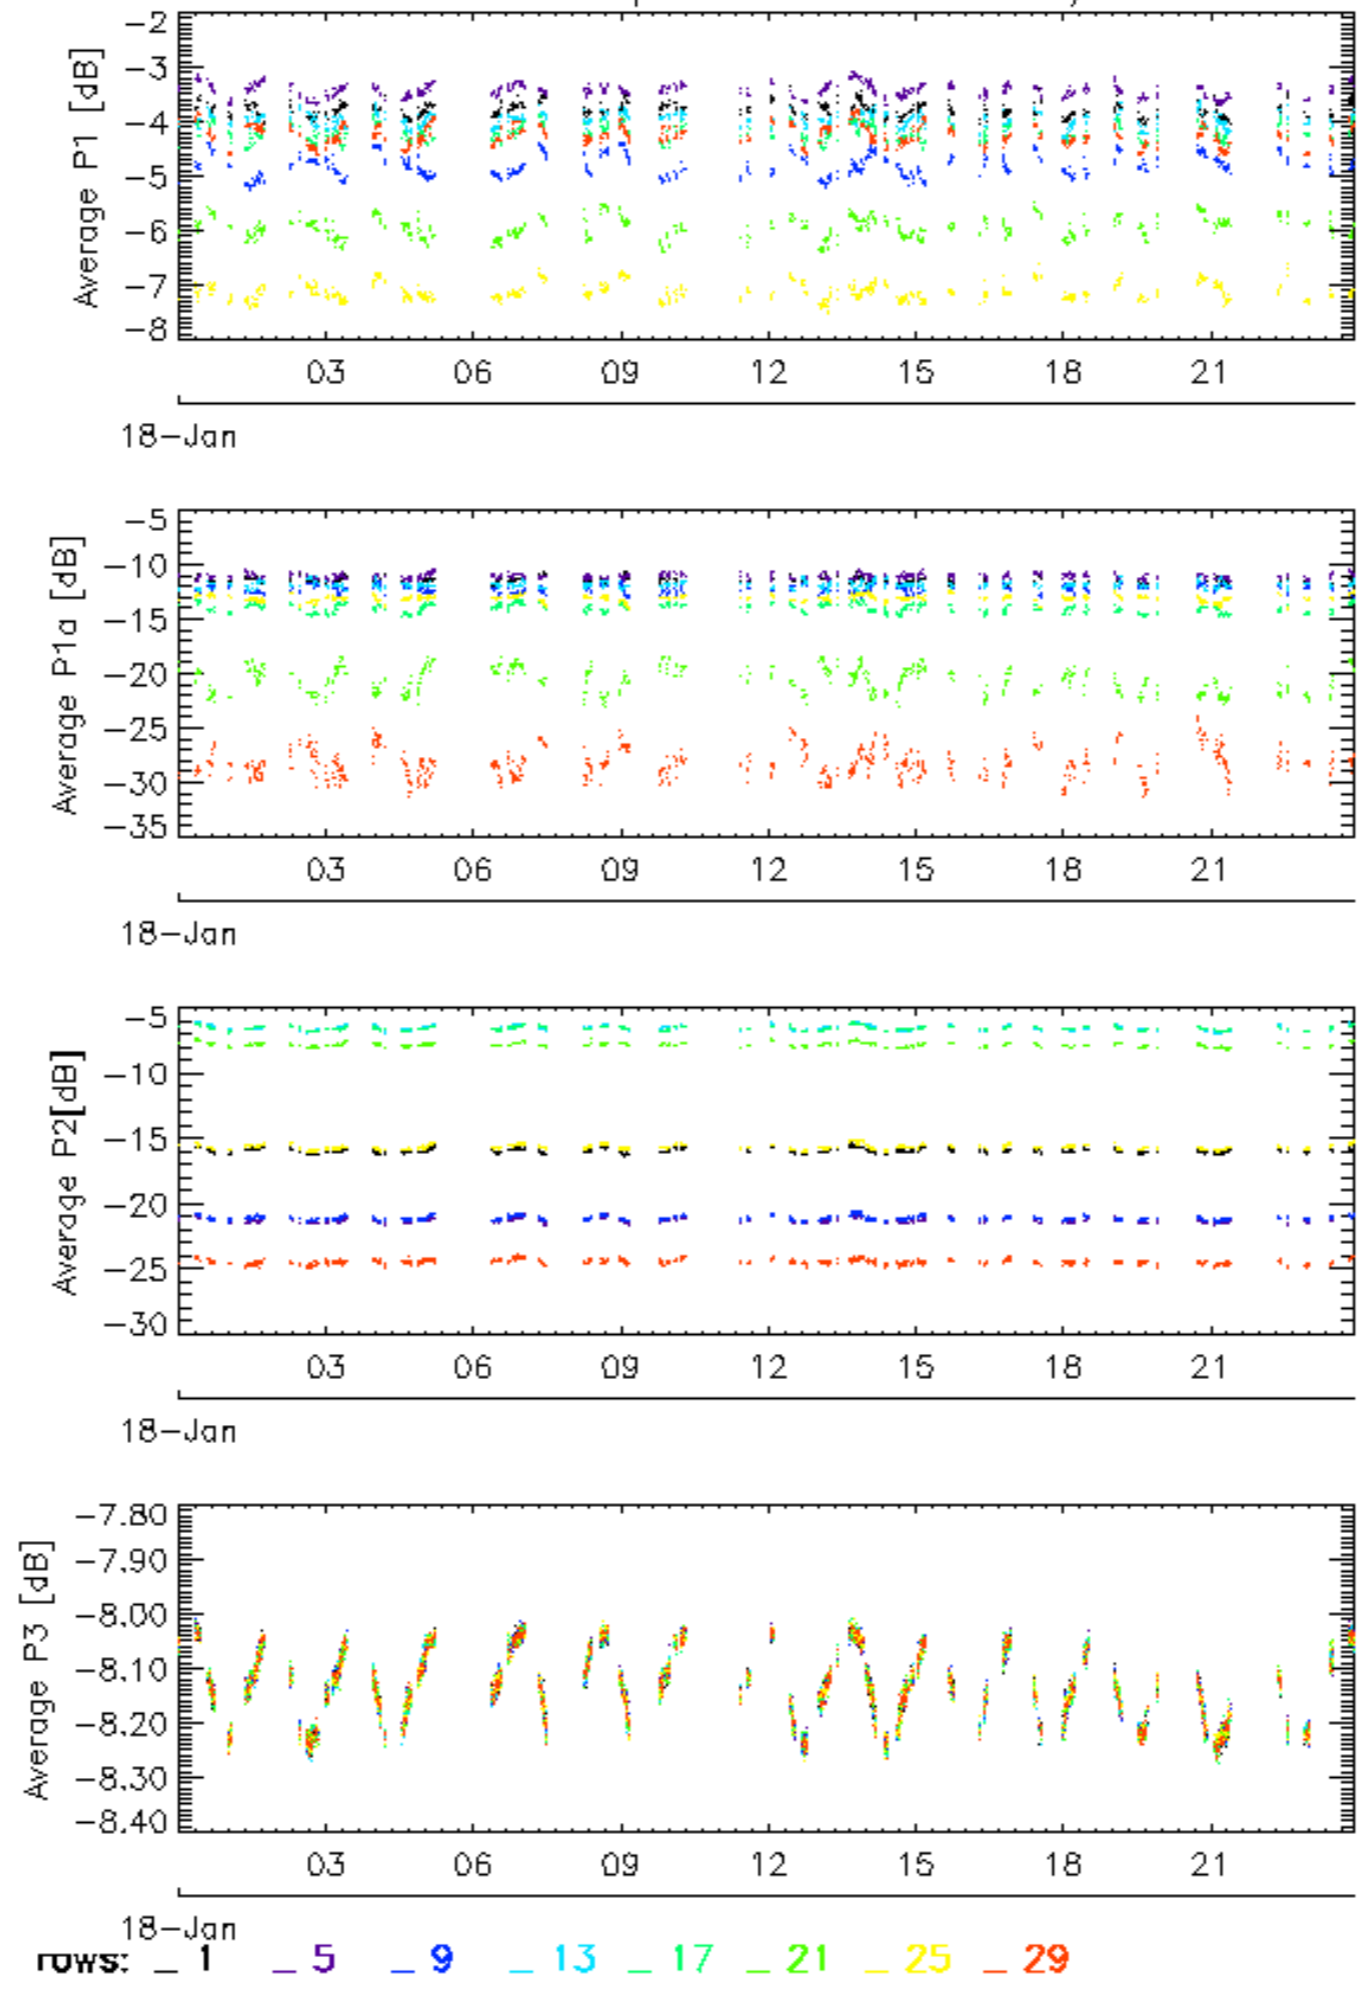 Average P1 [dB]
-2
-3
-4
-5
-6
-7
-8
03 06 09 12 15 18 21
18-Jan
Average P1a [dB]
-5
-10
-15
-20
-25
-30
-35
03 06 09 12 15 18 21
18-Jan
Average P2[dB]
-5
-10
-15
-20
-25
-30
03 06 09 12 15 18 21
18-Jan
Average P3 [dB]
-7.80
-7.90
-8.00
-8.10
-8.20
-8.30
-8.40
03 06 09 12 15 18 21
18-Jan
rows: _ 1 _ 5 _ 9 _ 13 _ 17 _ 21 _ 25 _ 29